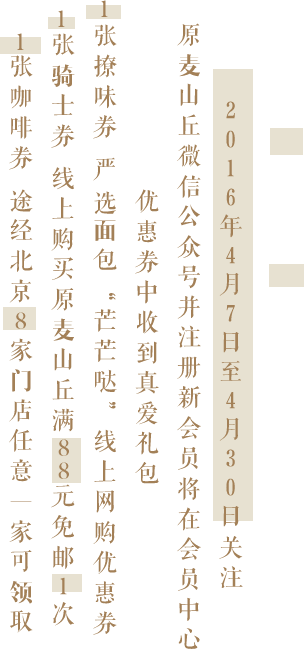 2016年4月7日至4月30日关注
原麦山丘微信公众号并注册新会员将在会员中心
优惠券中收到真爱礼包
1张撩味券 严选面包 “芒芒哒” 线上网购优惠券
1张骑士券 线上购买原麦山丘满88元免邮1次
1张咖啡券 途经北京8家门店任意一家可领取